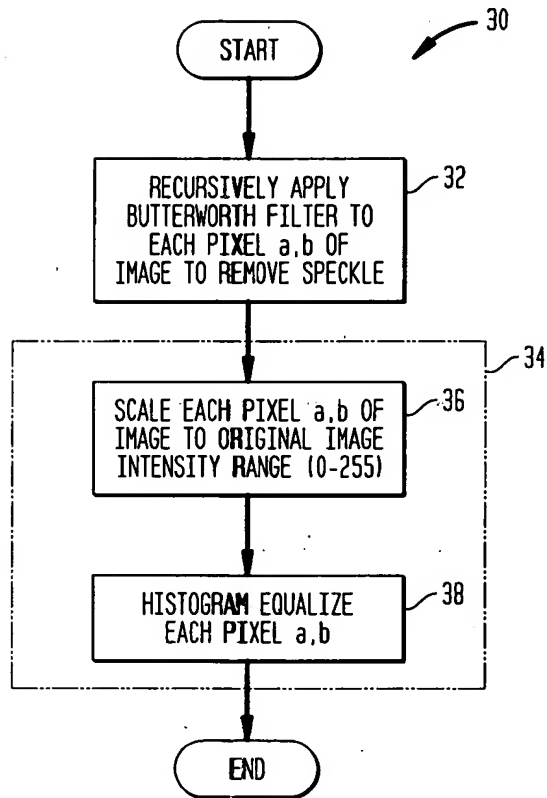 30
START
32
RECURSIVELY APPLY
BUTTERWORTH FILTER TO
EACH PIXEL a,b OF
IMAGE TO REMOVE SPECKLE
34
36
SCALE EACH PIXEL a,b OF
IMAGE TO ORIGINAL IMAGE
INTENSITY RANGE (0-255)
38
HISTOGRAM EQUALIZE
EACH PIXEL a,b
END